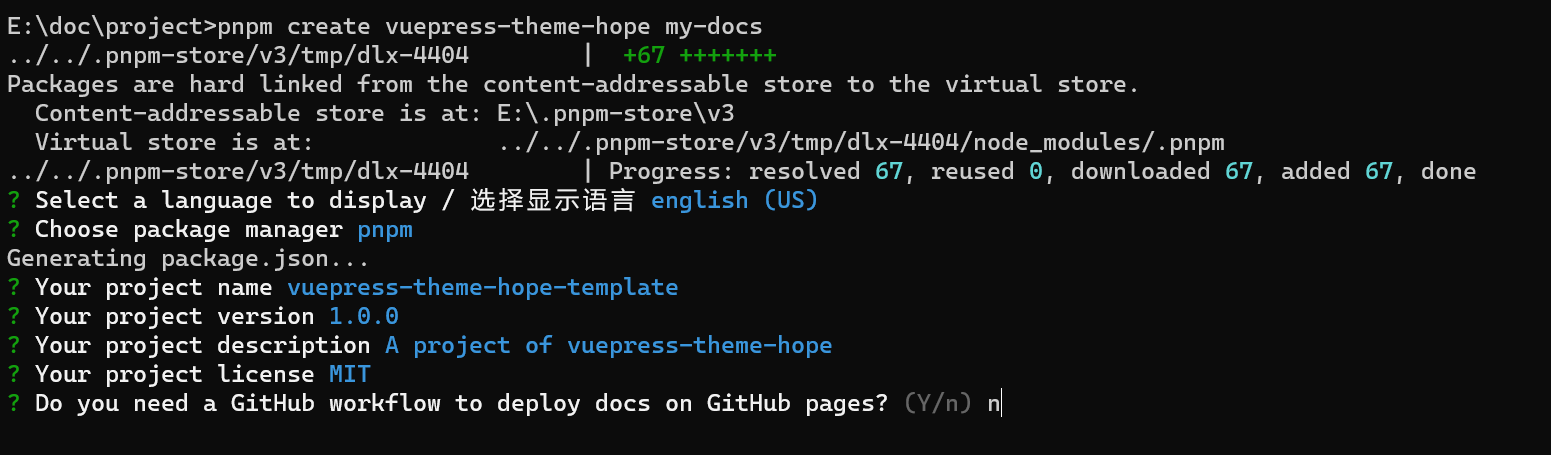 E:\doc\project>pnpm create vuepress-theme-hope my-docs
../../.pnpm-store/v3/tmp/dlx-4404        |  +67 +++++++
Packages are hard linked from the content-addressable store to the virtual store.
  Content-addressable store is at: E:\.pnpm-store\v3
  Virtual store is at:             ../../.pnpm-store/v3/tmp/dlx-4404/node_modules/.pnpm
../../.pnpm-store/v3/tmp/dlx-4404        | Progress: resolved 67, reused 0, downloaded 67, added 67, done
? Select a language to display / 选择显示语言 english (US)
? Choose package manager pnpm
Generating package.json...
? Your project name vuepress-theme-hope-template
? Your project version 1.0.0
? Your project description A project of vuepress-theme-hope
? Your project license MIT
? Do you need a GitHub workflow to deploy docs on GitHub pages? (Y/n) n